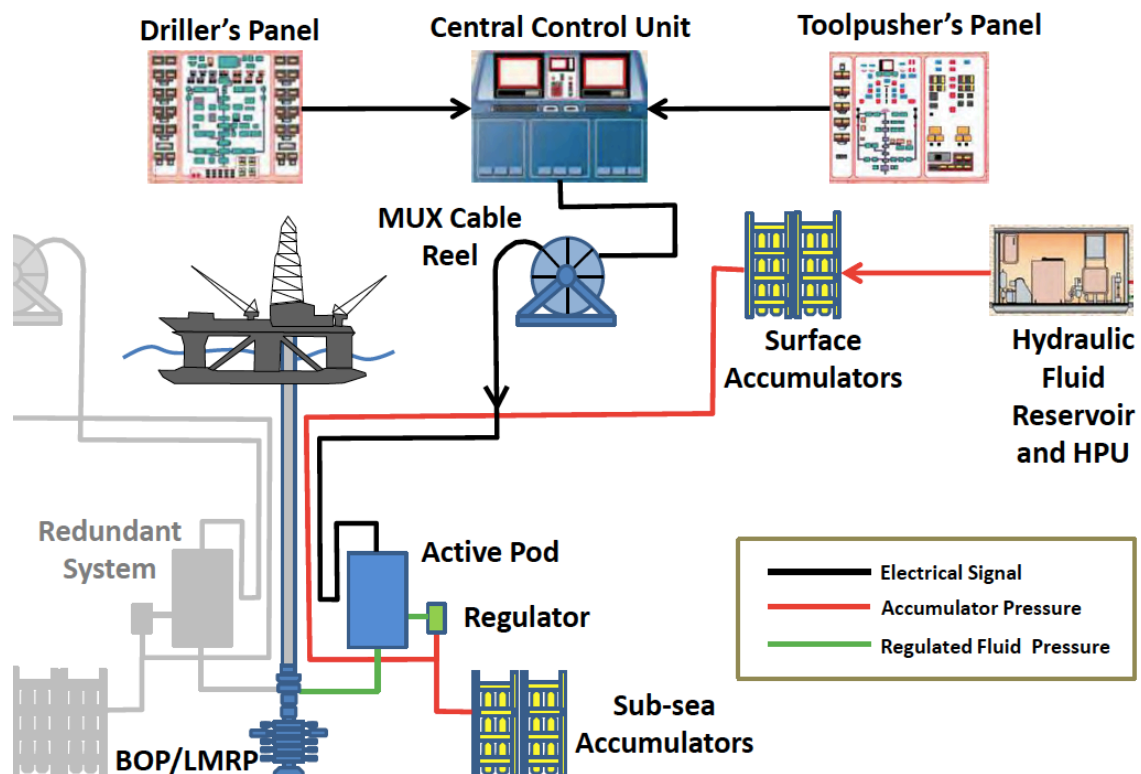 Driller's Panel
Central Control Unit
Toolpusher's Panel
MUX Cable
Reel
Surface
Accumulators
Hydraulic
Fluid
Reservoir
and HPU
Redundant
System
Active Pod
Regulator
Electrical Signal
Accumulator Pressure
Regulated Fluid Pressure
Sub-sea
Accumulators
BOP/LMRP